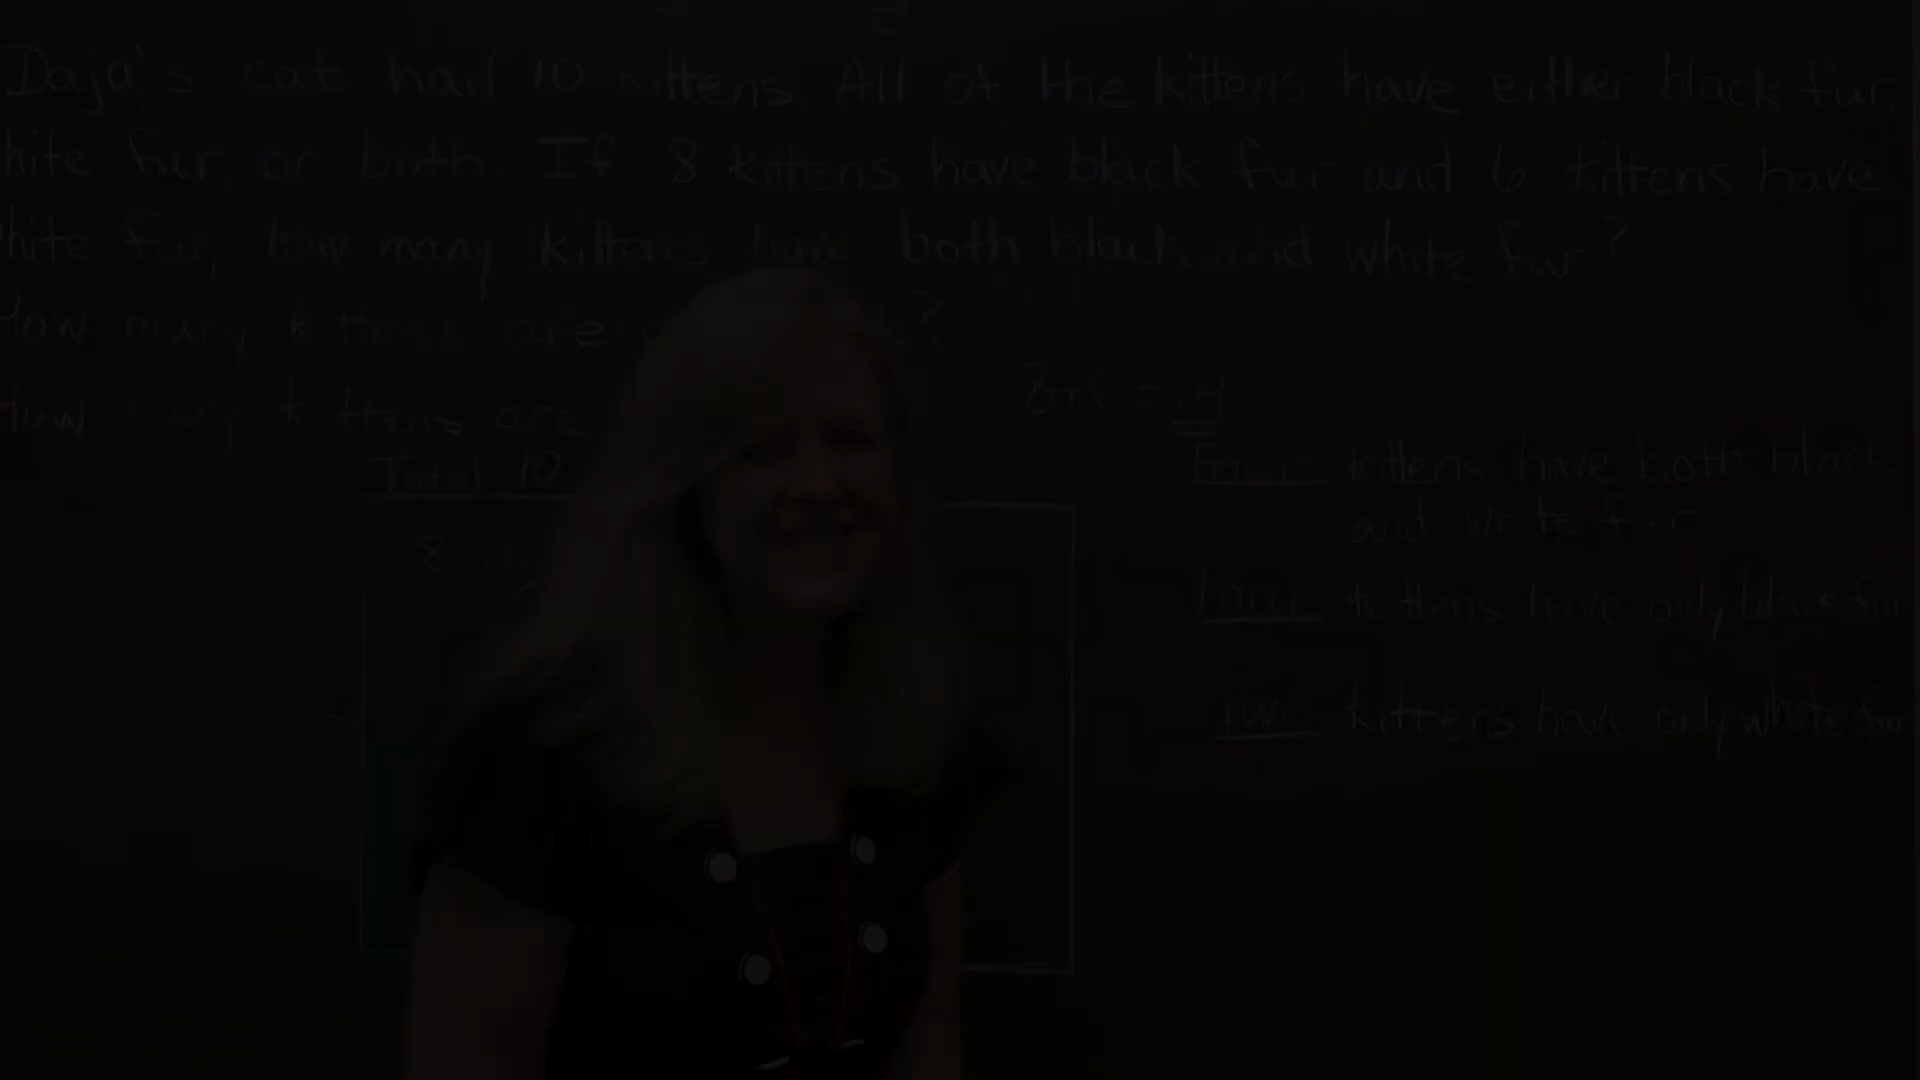 Daja's cat had 10 kittens All of the kittens have either black fur,
hite fur, or both. If 8 kittens have black fur and 6 kittens have
hite fur, how many kittens have both black and white fur?
How many kittens are ?
How many kittens are
8+6=14
Total 10
Four kittens have both black
and white fur
8
Four kittens have only black fur
Two kittens have only white fur